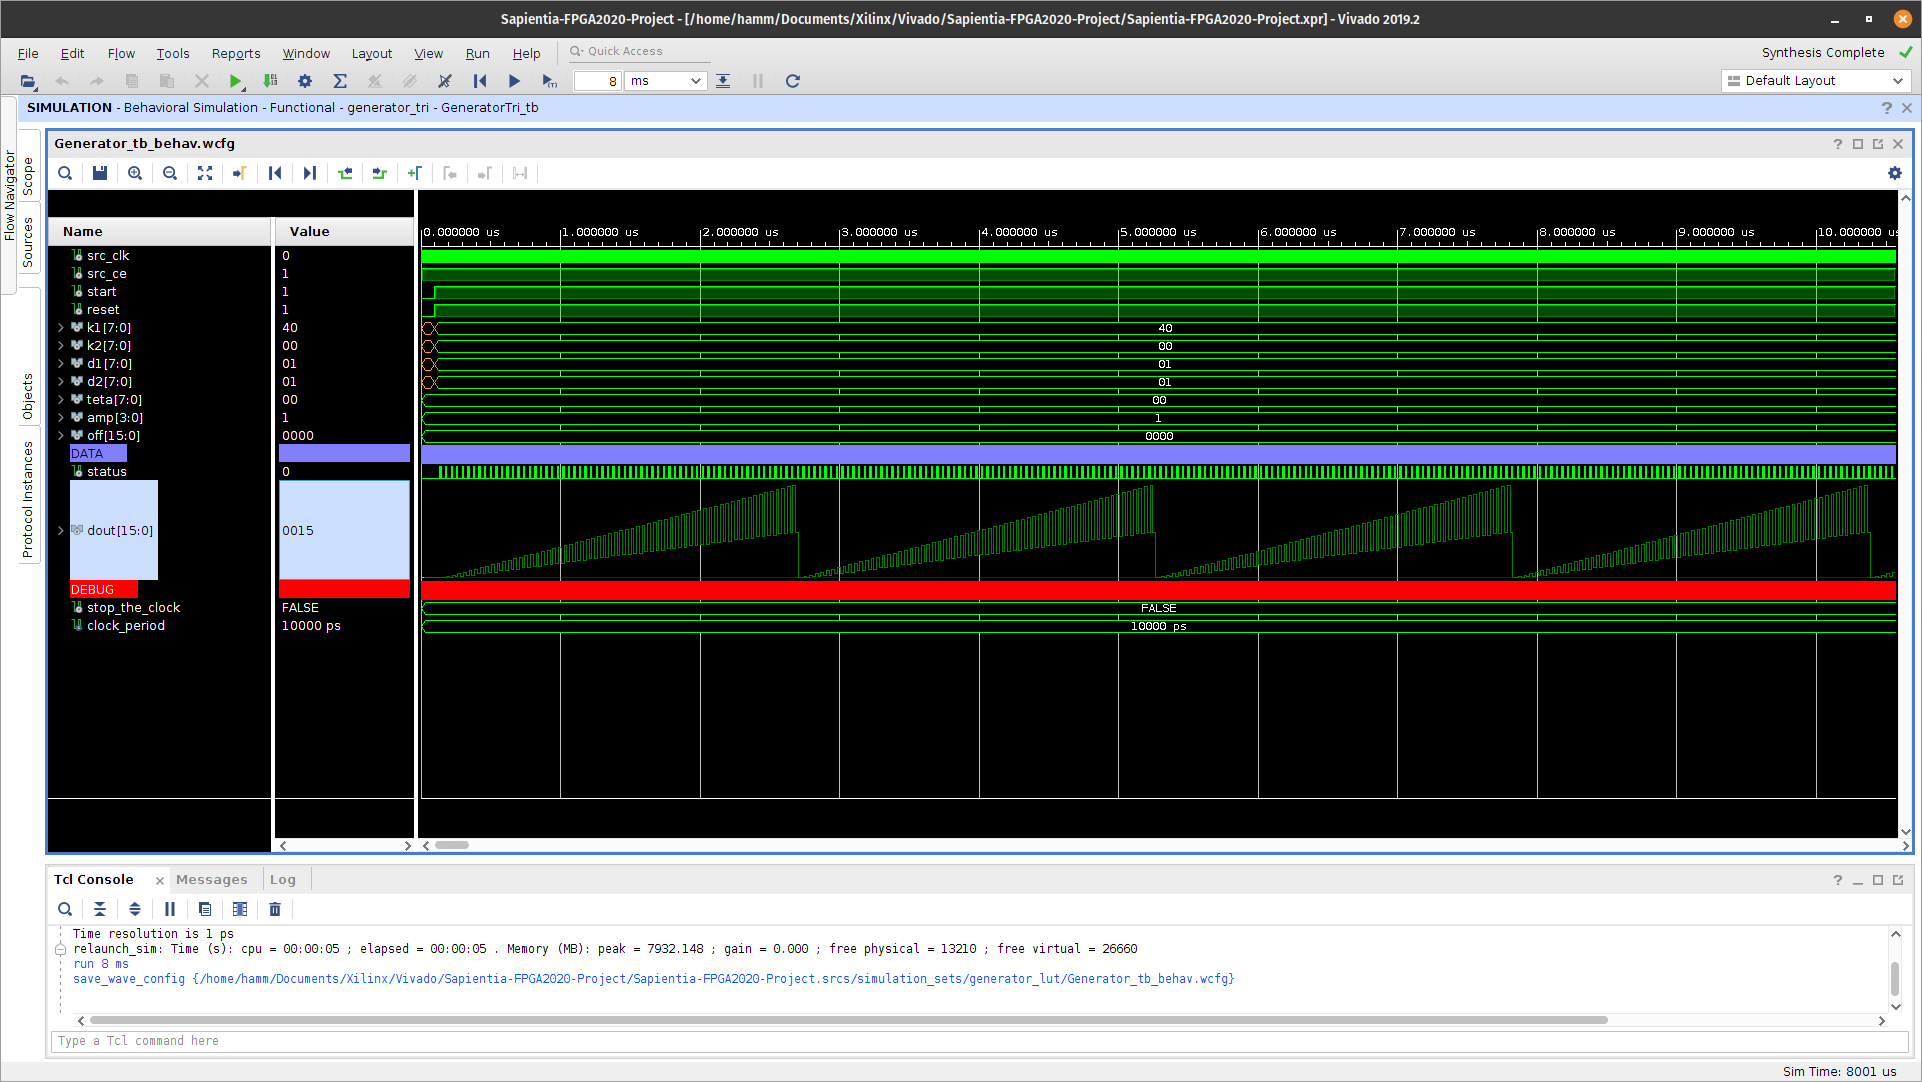 Sapientia-FPGA2020-Project - [/home/hamm/Documents/Xilinx/Vivado/Sapientia-FPGA2020-Project/Sapientia-FPGA2020-Project.xpr] - Vivado 2019.2
File Edit Flow Tools Reports Window Layout View Run Help Quick Access
Synthesis Complete
8 ms
Default Layout
SIMULATION - Behavioral Simulation - Functional - generator_tri - GeneratorTri_tb
Flow Navigator
Scope
Sources
Objects
Protocol Instances
Generator_tb_behav.wcfg
Name Value
0.000000 us 1.000000 us 2.000000 us 3.000000 us 4.000000 us 5.000000 us 6.000000 us 7.000000 us 8.000000 us 9.000000 us 10.000000 us
src_clk 0
src_ce 1
start 1
reset 1
k1[7:0] 40 40
k2[7:0] 00 00
d1[7:0] 01 01
d2[7:0] 01 01
teta[7:0] 00 00
amp[3:0] 1 1
off[15:0] 0000 0000
DATA
status 0
dout[15:0] 0015
DEBUG
stop_the_clock FALSE FALSE
clock_period 10000 ps 10000 ps
Tcl Console Messages Log
Time resolution is 1 ps
relaunch_sim: Time (s): cpu = 00:00:05 ; elapsed = 00:00:05 . Memory (MB): peak = 7932.148 ; gain = 0.000 ; free physical = 13210 ; free virtual = 26660
run 8 ms
save_wave_config {/home/hamm/Documents/Xilinx/Vivado/Sapientia-FPGA2020-Project/Sapientia-FPGA2020-Project.srcs/simulation_sets/generator_lut/Generator_tb_behav.wcfg}
Type a Tcl command here
Sim Time: 8001 us